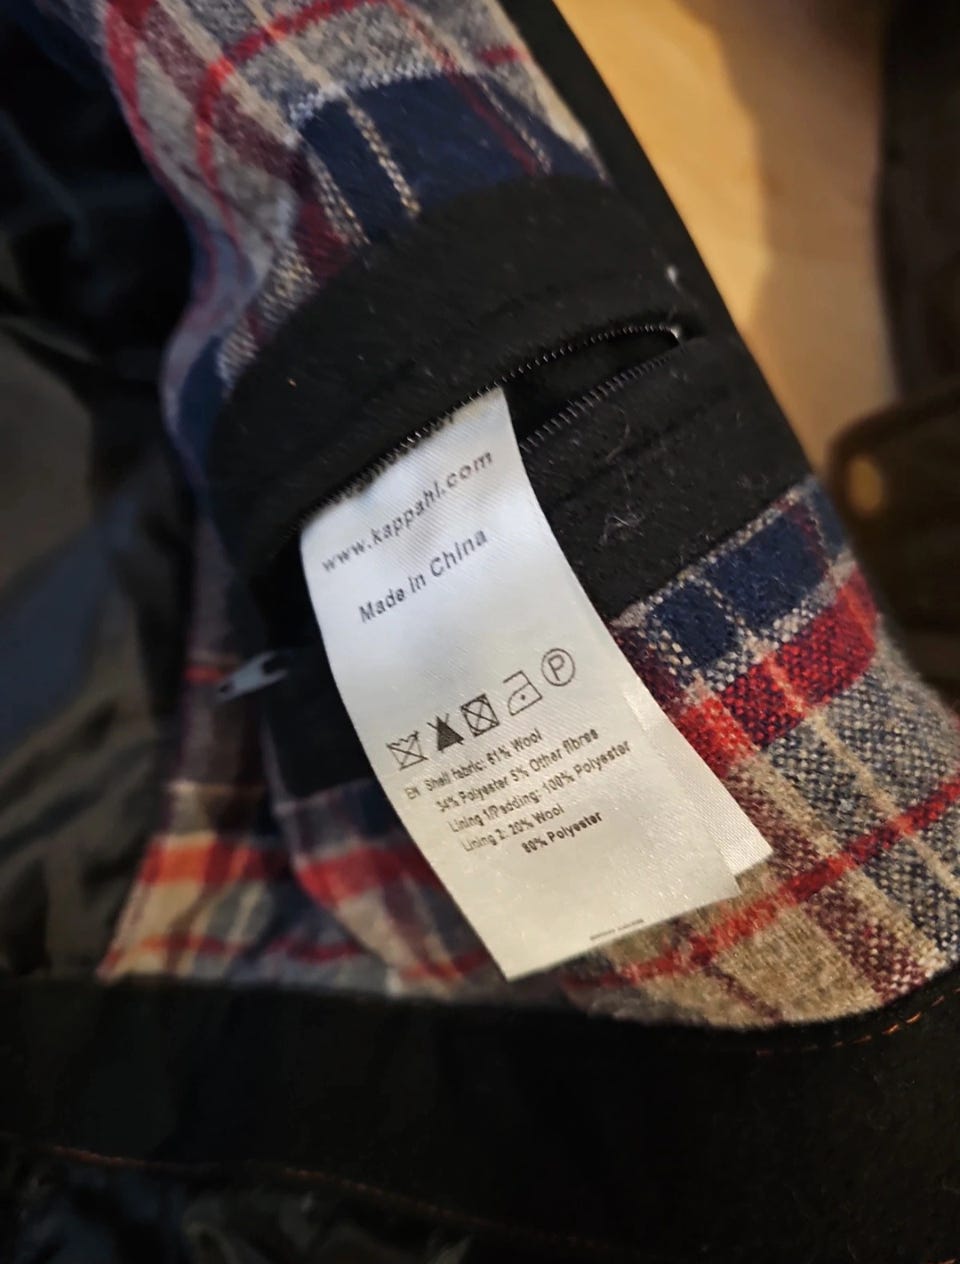 www.kappahl.com
Made in China
P
EN Shell fabric: 61% Wool
34% Polyester 5% Other fibres
Lining 1/Padding: 100% Polyester
Lining 2: 20% Wool
80% Polyester